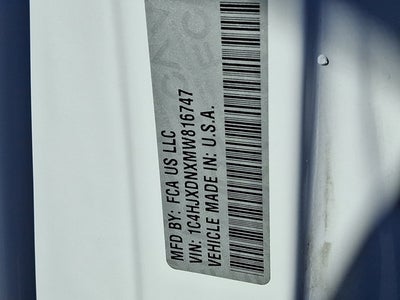 MFD BY: FCA US LLC
VIN: 1C4HJXDNXMW816747
VEHICLE MADE IN: U.S.A.